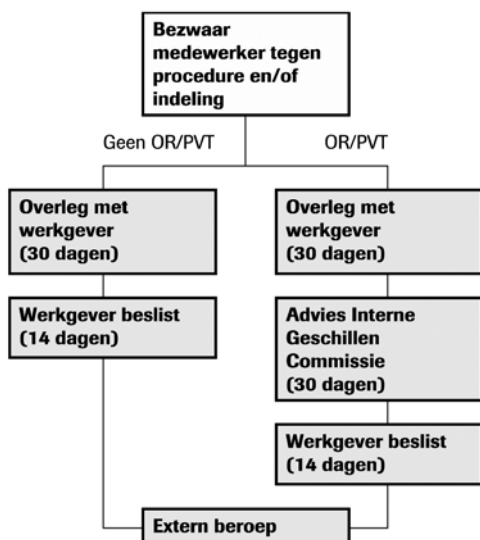 Bezwaar
medewerker tegen
procedure en/of
indeling
Geen OR/PVT
OR/PVT
Overleg met
werkgever
(30 dagen)
Werkgever beslist
(14 dagen)
Overleg met
werkgever
(30 dagen)
Advies Interne
Geschillen
Commissie
(30 dagen)
Werkgever beslist
(14 dagen)
Extern beroep